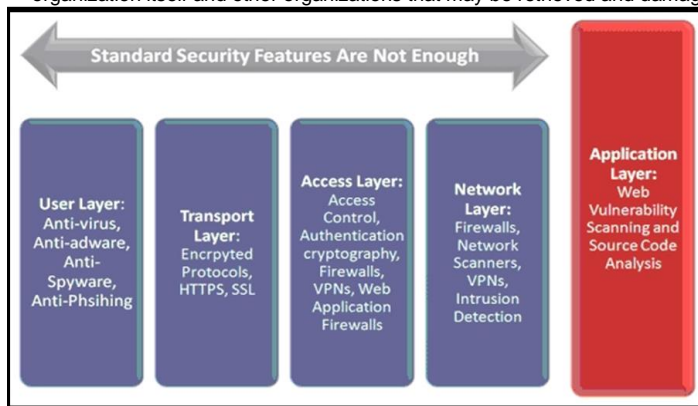 organization itself and other organizations that may be retrieved and damag
Standard Security Features Are Not Enough
User Layer:
Anti-virus,
Anti-adware,
Anti-
Spyware,
Anti-Phsihing
Transport
Layer:
Encrpyted
Protocols,
HTTPS, SSL
Access Layer:
Access
Control,
Authentication
cryptography,
Firewalls,
VPNs, Web
Application
Firewalls
Network
Layer:
Firewalls,
Network
Scanners,
VPNs,
Intrusion
Detection
Application
Layer:
Web
Vulnerability
Scanning and
Source Code
Analysis